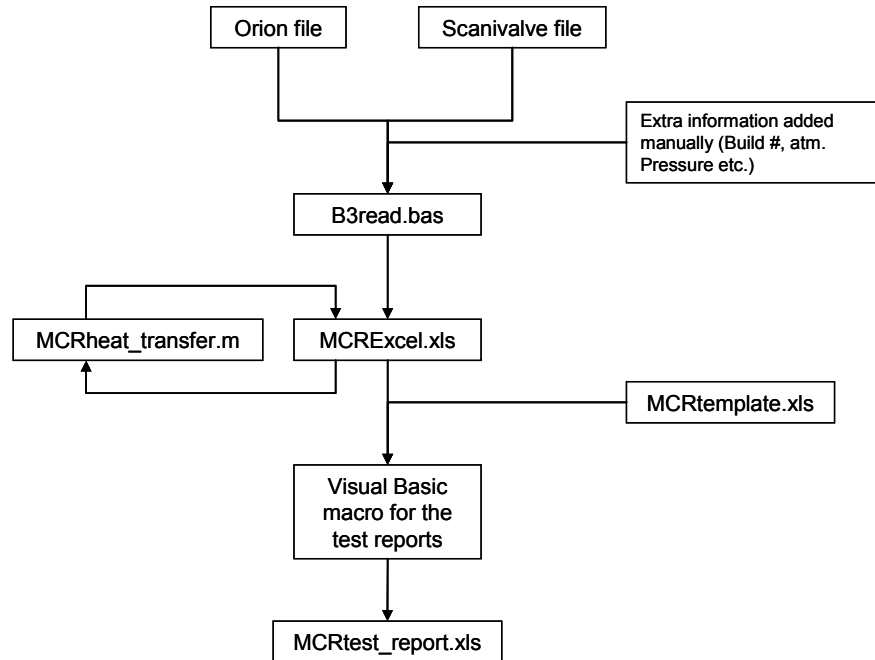 Orion file
Scanivalve file
Extra information added
manually (Build #, atm.
Pressure etc.)
B3read.bas
MCRheat_transfer.m
MCRExcel.xls
MCRtemplate.xls
Visual Basic
macro for the
test reports
MCRtest_report.xls